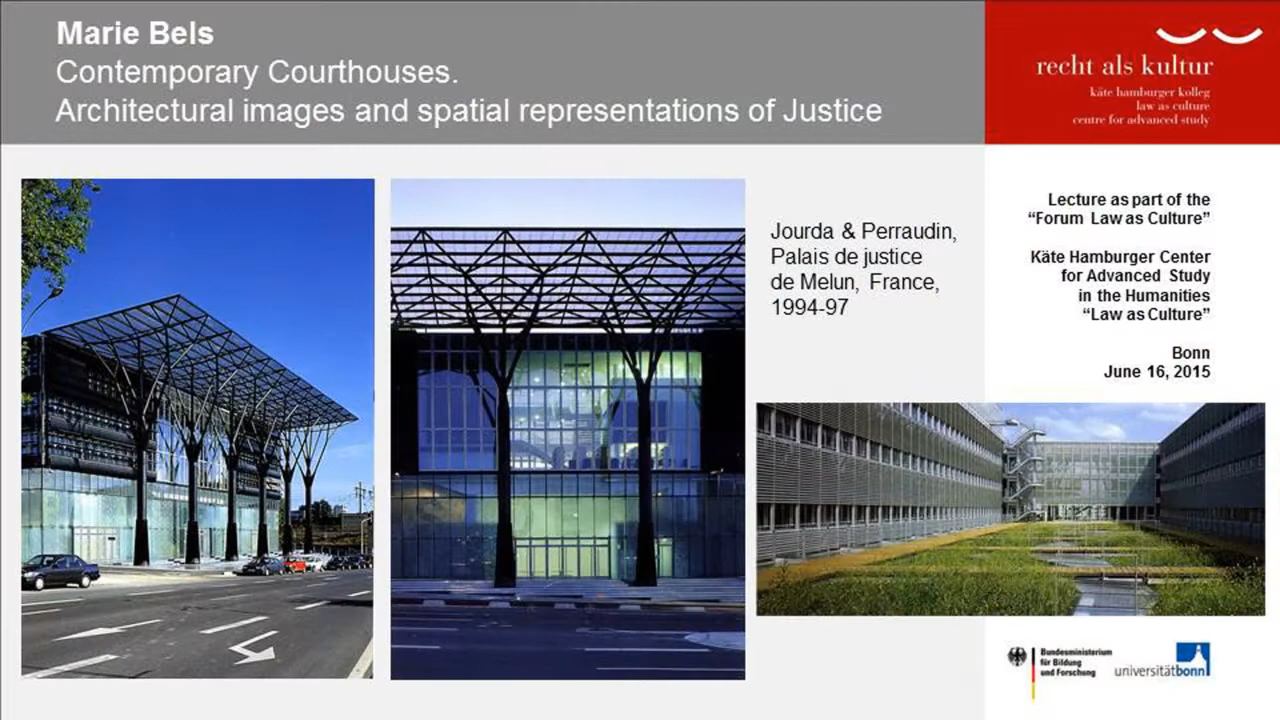 Marie Bels
Contemporary Courthouses.
Architectural images and spatial representations of Justice
recht als kultur
käte hamburger kolleg
law as culture
centre for advanced study
Jourda & Perraudin,
Palais de justice
de Melun, France,
1994-97
Lecture as part of the
“Forum Law as Culture”
Käte Hamburger Center
for Advanced Study
in the Humanities
“Law as Culture”
Bonn
June 16, 2015
Bundesministerium
für Bildung
und Forschung
universitätbonn